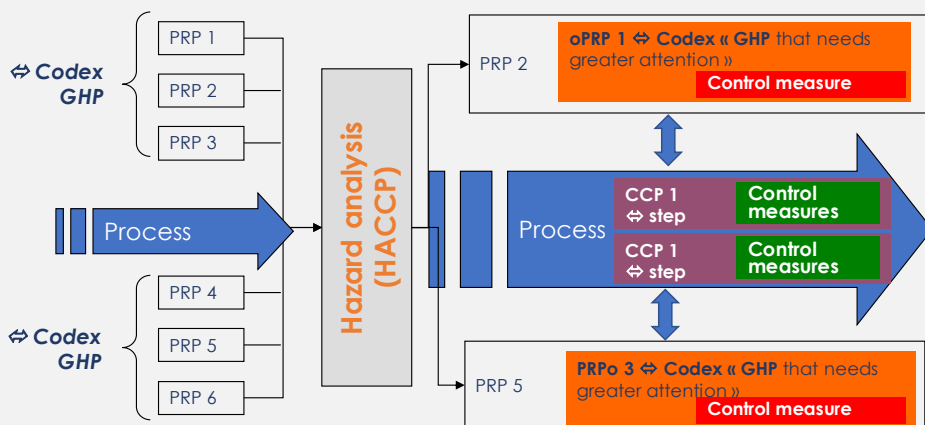 PRP 1
⇔ Codex
GHP
PRP 2
PRP 3
Process
PRP 4
⇔ Codex
GHP
PRP 5
PRP 6
Hazard analysis
(HACCP)
PRP 2
oPRP 1 ⇔ Codex « GHP that needs
greater attention »
Control measure
Process
CCP 1
⇔ step
Control
measures
CCP 1
⇔ step
Control
measures
PRP 5
PRPo 3 ⇔ Codex « GHP that needs
greater attention »
Control measure